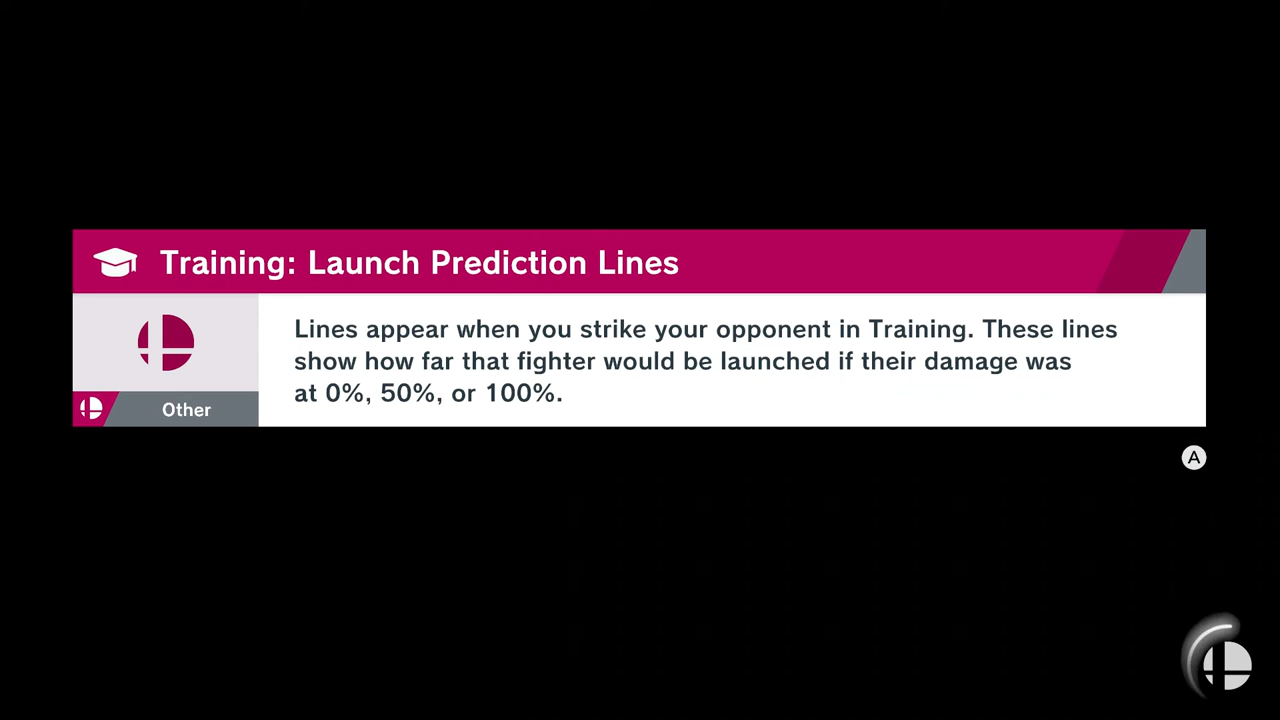 Training: Launch Prediction Lines
Lines appear when you strike your opponent in Training. These lines
show how far that fighter would be launched if their damage was
at 0%, 50%, or 100%.
Other
A